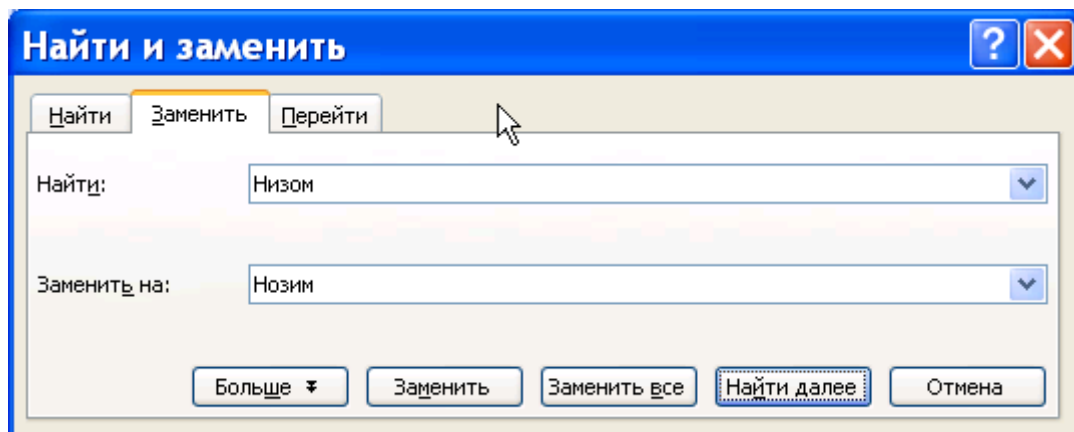 Найти и заменить
Найти Заменить Перейти
Найти: Низом
Заменить на: Нозим
Больше Заменить Заменить все Найти далее Отмена